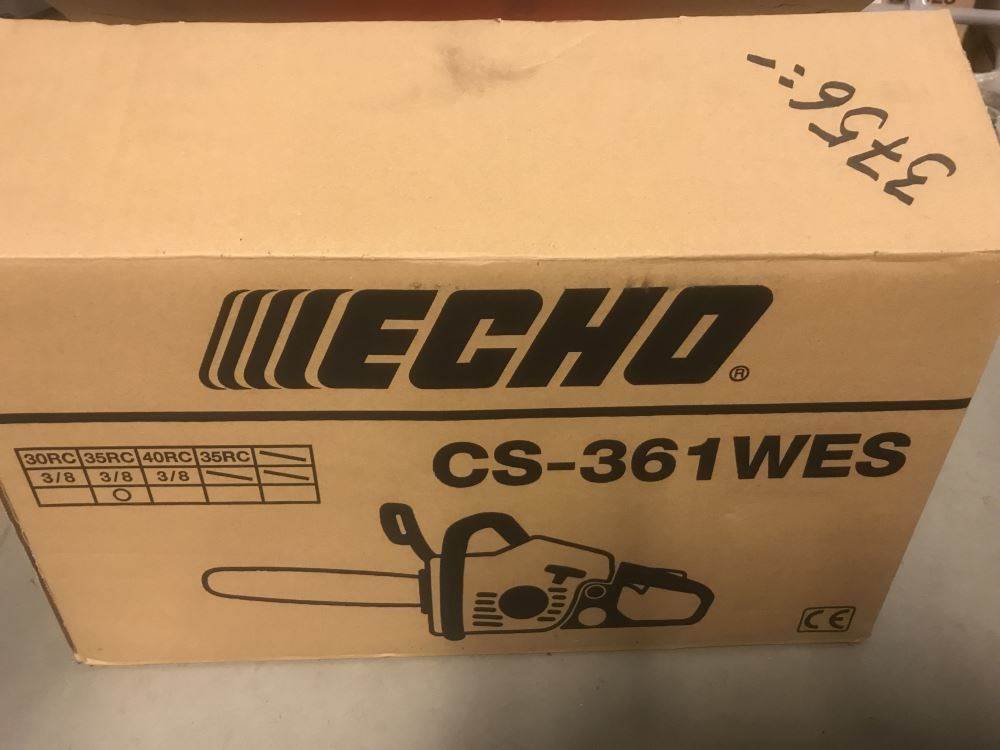 3756:-
ECHO®
CS-361WES
30RC 35RC 40RC 35RC
3/8 3/8 3/8
CE